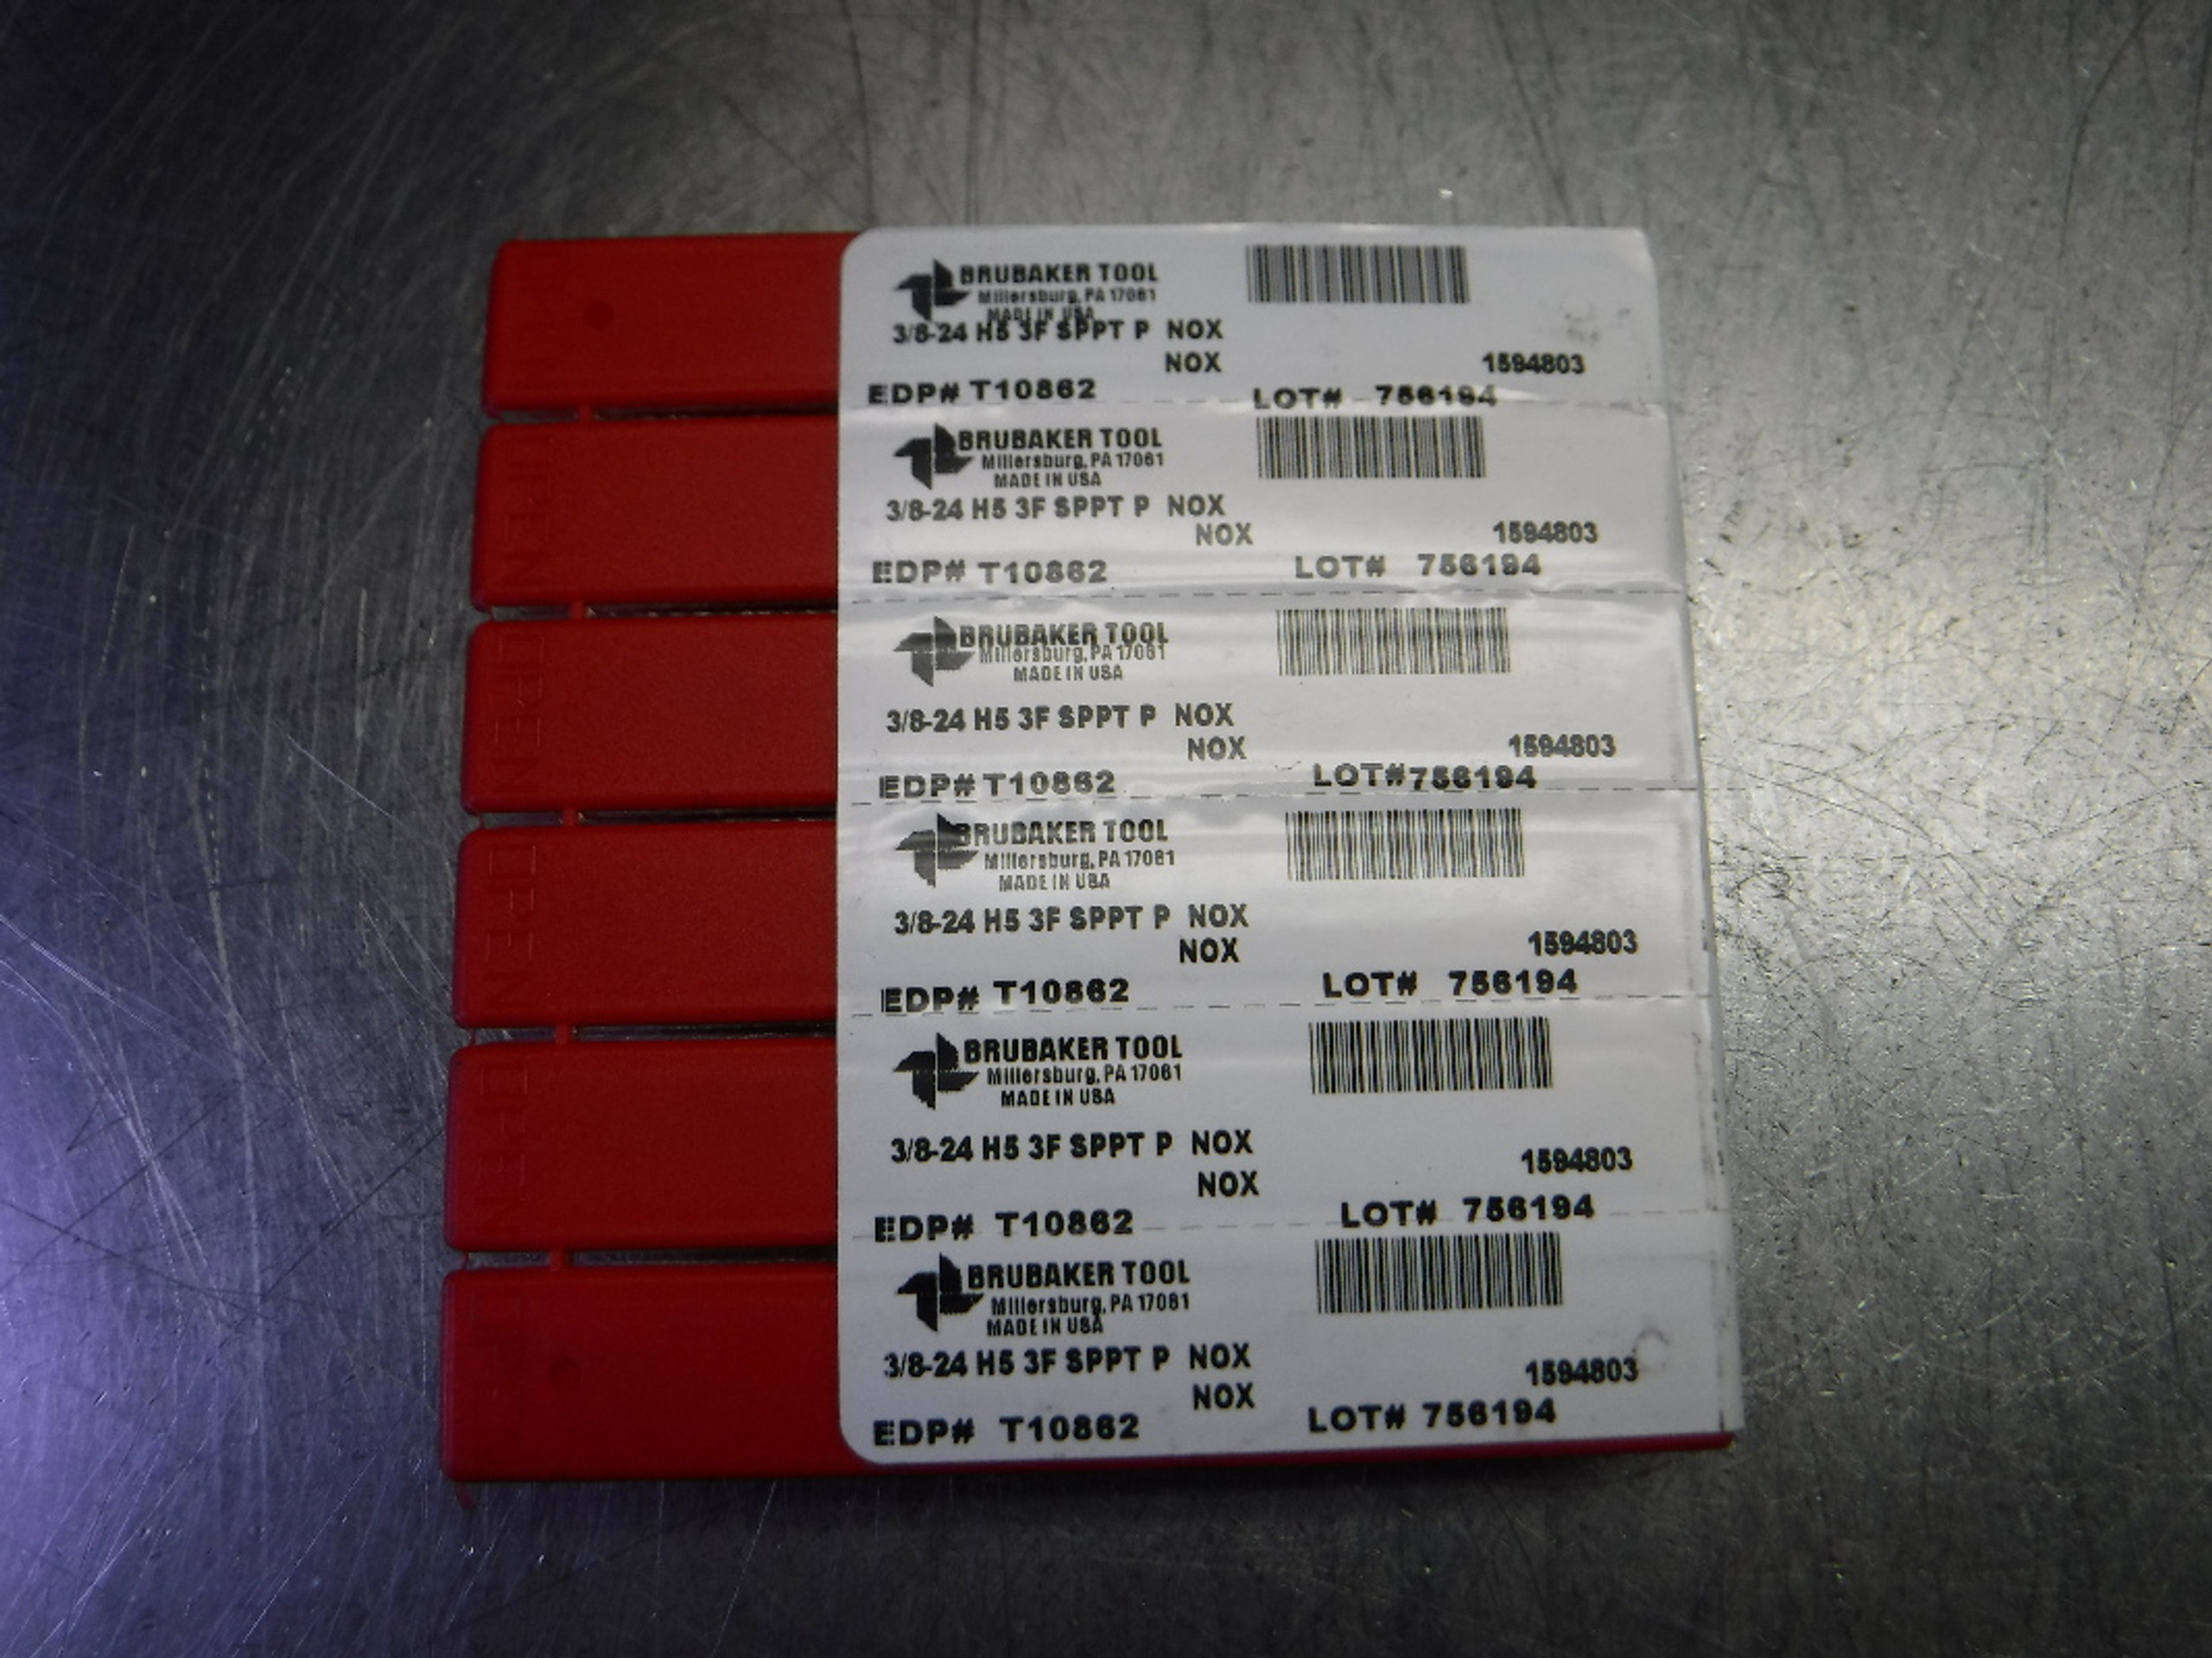 BRUBAKER TOOL
Millersburg, PA 17061
MADE IN USA
3/8-24 H5 3F SPPT P NOX
NOX 1594803
EDP# T10862 LOT# 756194
BRUBAKER TOOL
Millersburg, PA 17061
MADE IN USA
3/8-24 H5 3F SPPT P NOX
NOX 1594803
EDP# T10862 LOT# 756194
OPEN
BRUBAKER TOOL
Millersburg, PA 17061
MADE IN USA
3/8-24 H5 3F SPPT P NOX
NOX 1594803
EDP# T10862 LOT# 756194
OPEN
BRUBAKER TOOL
Millersburg, PA 17061
MADE IN USA
3/8-24 H5 3F SPPT P NOX
NOX 1594803
EDP# T10862 LOT# 756194
OPEN
BRUBAKER TOOL
Millersburg, PA 17061
MADE IN USA
3/8-24 H5 3F SPPT P NOX
NOX 1594803
EDP# T10862 LOT# 756194
OPEN
BRUBAKER TOOL
Millersburg, PA 17061
MADE IN USA
3/8-24 H5 3F SPPT P NOX
NOX 1594803
EDP# T10862 LOT# 756194